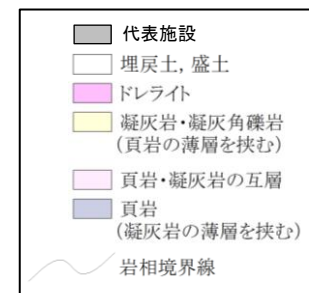 代表施設
埋戻土, 盛土
ドレライト
凝灰岩・凝灰角礫岩
(頁岩の薄層を挟む)
頁岩・凝灰岩の互層
頁岩
(凝灰岩の薄層を挟む)
岩相境界線